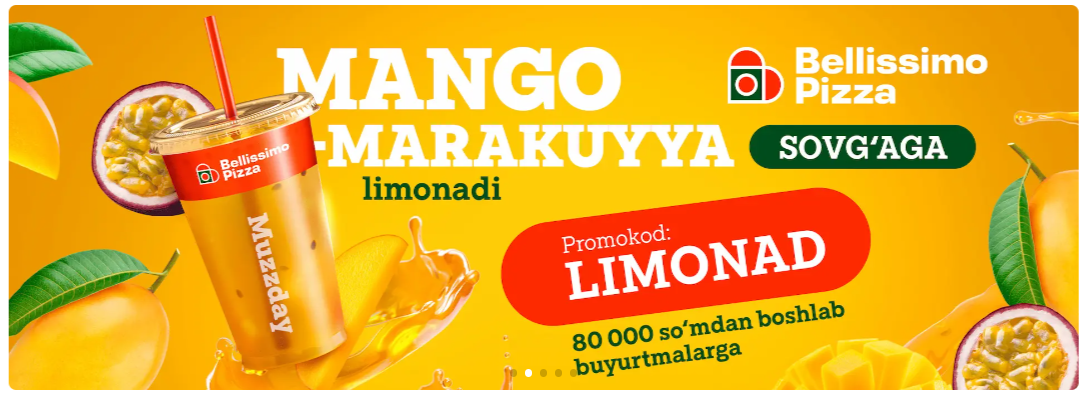 MANGO
-MARAKUYYA
limonadi
Bellissimo
Pizza
SOVG‘AGA
Bellissimo
Pizza
Muzzday
Promokod:
LIMONAD
80 000 so‘mdan boshlab
buyurtmalarga